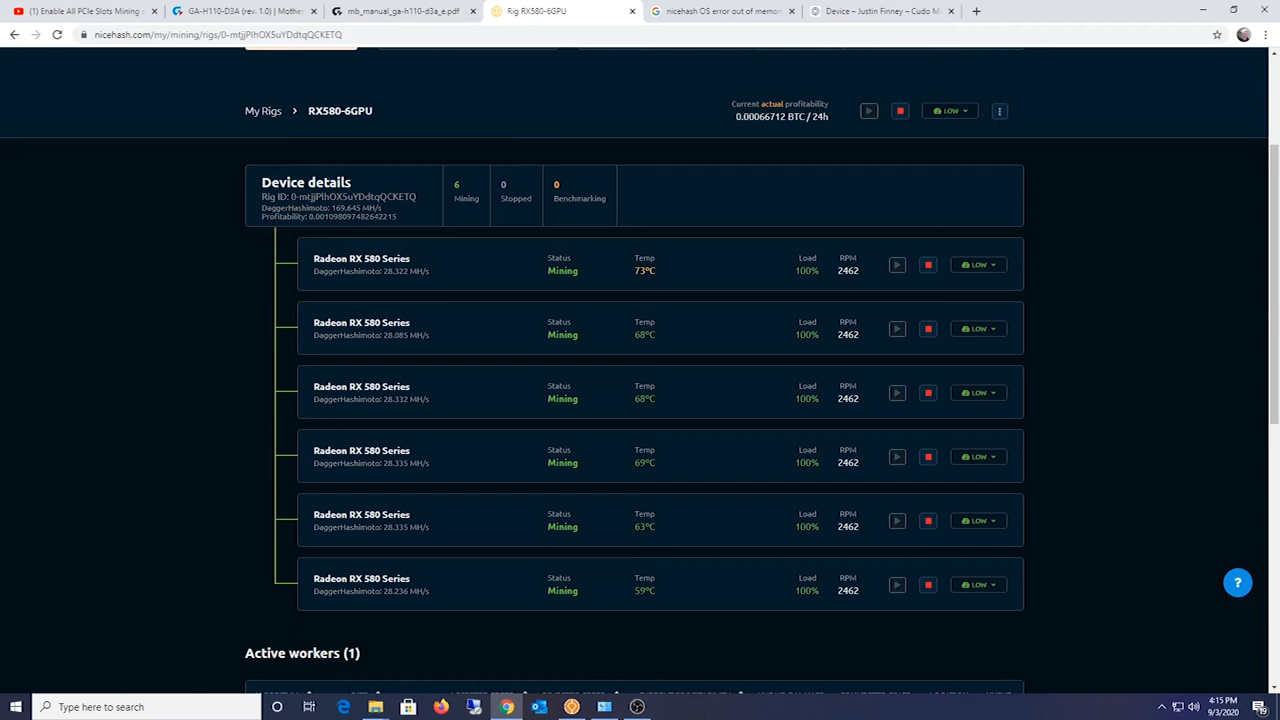 (1) Enable All PCIe Slots Mining o
GA-H110-D3A (rev. 1.0) | Mothe
mb_manual_ga-h110-d3a_e.pdf
Rig RX580-6GPU
nicehash OS error out of memor
Device – Justin Finney – Cudo M
nicehash.com/my/mining/rigs/0-mtjjPlhOX5uYDdtqQCKETQ
My Rigs > RX580-6GPU
Current actual profitability
0.00066712 BTC / 24h
LOW
Device details
Rig ID: 0-mtjjPlhOX5uYDdtqQCKETQ
DaggerHashimoto: 169.645 MH/s
Profitability: 0.001098097482642215
6
Mining
0
Stopped
0
Benchmarking
Radeon RX 580 Series
DaggerHashimoto: 28.322 MH/s
Status
Mining
Temp
73°C
Load
100%
RPM
2462
LOW
Radeon RX 580 Series
DaggerHashimoto: 28.085 MH/s
Status
Mining
Temp
68°C
Load
100%
RPM
2462
LOW
Radeon RX 580 Series
DaggerHashimoto: 28.332 MH/s
Status
Mining
Temp
68°C
Load
100%
RPM
2462
LOW
Radeon RX 580 Series
DaggerHashimoto: 28.335 MH/s
Status
Mining
Temp
69°C
Load
100%
RPM
2462
LOW
Radeon RX 580 Series
DaggerHashimoto: 28.335 MH/s
Status
Mining
Temp
63°C
Load
100%
RPM
2462
LOW
Radeon RX 580 Series
DaggerHashimoto: 28.236 MH/s
Status
Mining
Temp
59°C
Load
100%
RPM
2462
LOW
?
Active workers (1)
Type here to search
4:15 PM
9/3/2020
19